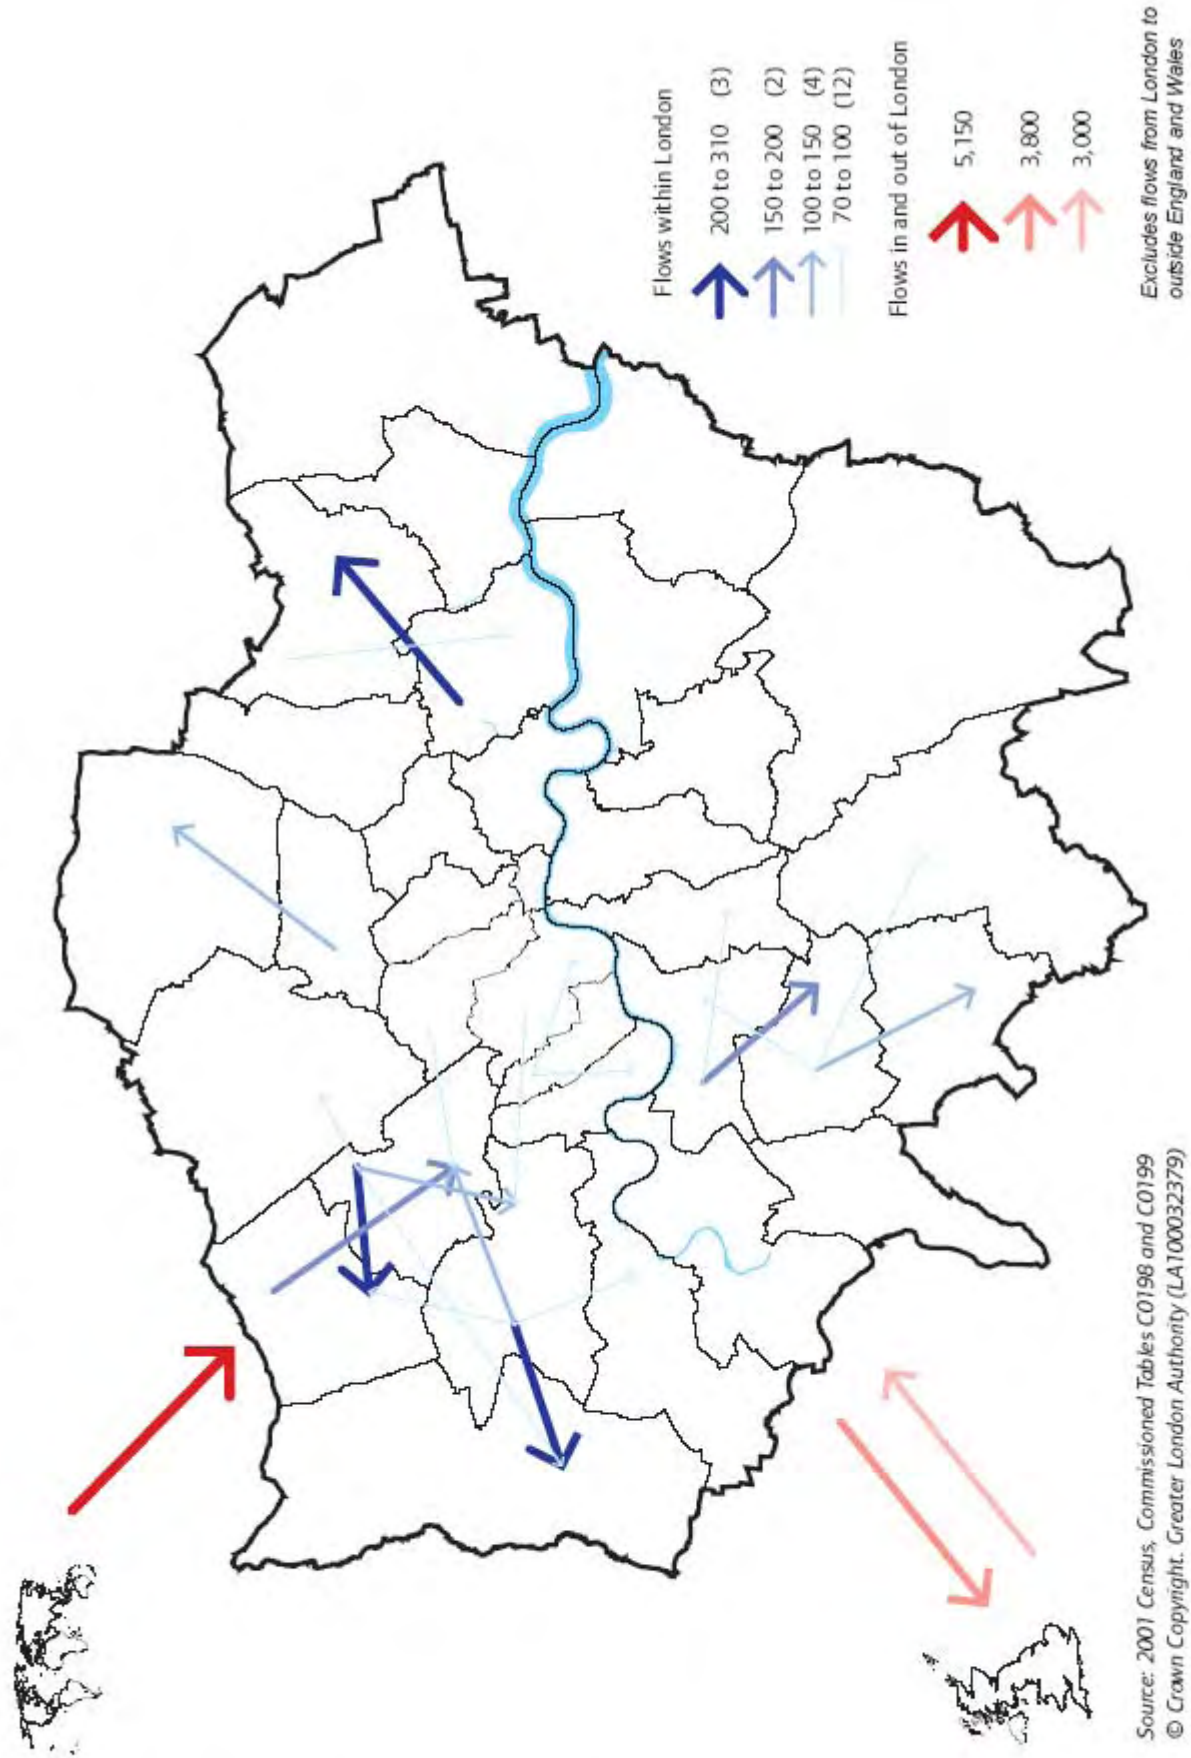 Flows within London
200 to 310 (3)
150 to 200 (2)
100 to 150 (4)
70 to 100 (12)
Flows in and out of London
5,150
3,800
3,000
Excludes flows from London to
outside England and Wales
Source: 2001 Census, Commissioned Tables C0198 and C0199
© Crown Copyright. Greater London Authority (LA100032379)